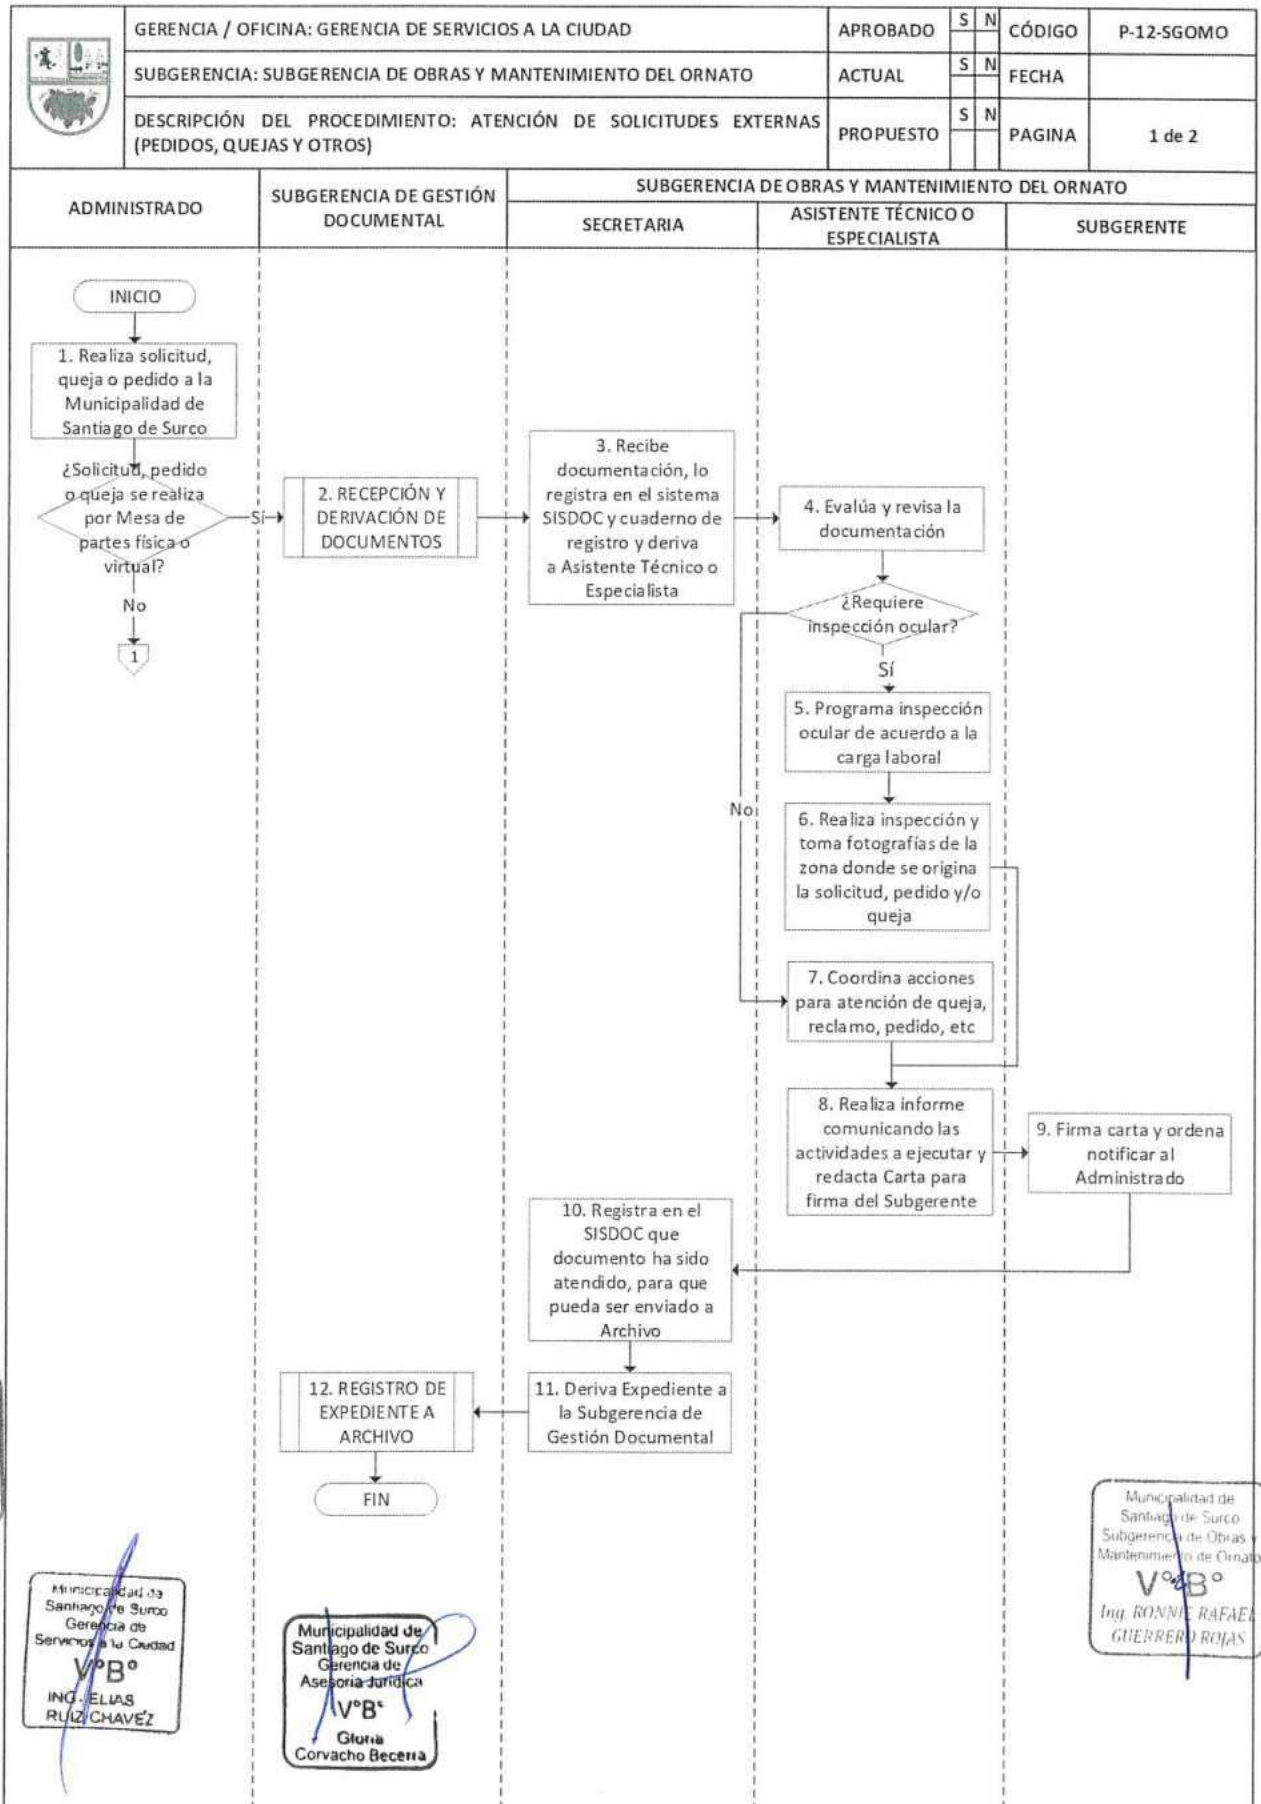 GERENCIA / OFICINA: GERENCIA DE SERVICIOS A LA CIUDAD
APROBADO
S N
CÓDIGO
P-12-SGOMO
SUBGERENCIA: SUBGERENCIA DE OBRAS Y MANTENIMIENTO DEL ORNATO
ACTUAL
S N
FECHA
DESCRIPCIÓN DEL PROCEDIMIENTO: ATENCIÓN DE SOLICITUDES EXTERNAS
(PEDIDOS, QUEJAS Y OTROS)
PROPUESTO
S N
PAGINA
1 de 2
ADMINISTRADO
SUBGERENCIA DE GESTIÓN
DOCUMENTAL
SUBGERENCIA DE OBRAS Y MANTENIMIENTO DEL ORNATO
SECRETARIA
ASISTENTE TÉCNICO O
ESPECIALISTA
SUBGERENTE
INICIO
1. Realiza solicitud,
queja o pedido a la
Municipalidad de
Santiago de Surco
¿Solicitud, pedido
o queja se realiza
por Mesa de
partes física o
virtual?
Sí
No
1
2. RECEPCIÓN Y
DERIVACIÓN DE
DOCUMENTOS
3. Recibe
documentación, lo
registra en el sistema
SISDOC y cuaderno de
registro y deriva
a Asistente Técnico o
Especialista
4. Evalúa y revisa la
documentación
¿Requiere
inspección ocular?
Sí
No
5. Programa inspección
ocular de acuerdo a la
carga laboral
6. Realiza inspección y
toma fotografías de la
zona donde se origina
la solicitud, pedido y/o
queja
7. Coordina acciones
para atención de queja,
reclamo, pedido, etc
8. Realiza informe
comunicando las
actividades a ejecutar y
redacta Carta para
firma del Subgerente
9. Firma carta y ordena
notificar al
Administrado
10. Registra en el
SISDOC que
documento ha sido
atendido, para que
pueda ser enviado a
Archivo
11. Deriva Expediente a
la Subgerencia de
Gestión Documental
12. REGISTRO DE
EXPEDIENTE A
ARCHIVO
FIN
Municipalidad de
Santiago de Surco
Gerencia de
Servicios a la Ciudad
V°B°
ING. ELIAS
RUIZ CHAVEZ
Municipalidad de
Santiago de Surco
Gerencia de
Asesoria Jurídica
V°B°
Gloria
Corvacho Becerra
Municipalidad de
Santiago de Surco
Subgerencia de Obras y
Mantenimiento de Ornato
V°B°
Ing. RONNIE RAFAEL
GUERRERO ROJAS